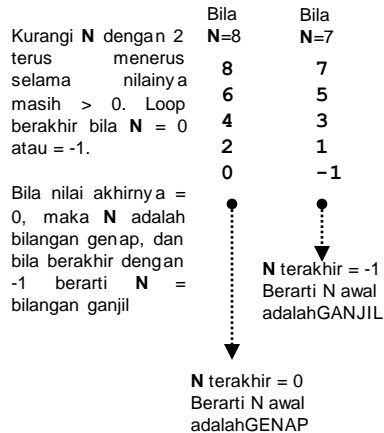 Kurangi N dengan 2
terus menerus
selama nilainya
masih > 0. Loop
berakhir bila N = 0
atau = -1.
Bila nilai akhirnya =
0, maka N adalah
bilangan genap, dan
bila berakhir dengan
-1 berarti N =
bilangan ganjil
Bila
N=8
8
6
4
2
0
Bila
N=7
7
5
3
1
-1
N terakhir = -1
Berarti N awal
adalahGANJIL
N terakhir = 0
Berarti N awal
adalahGENAP